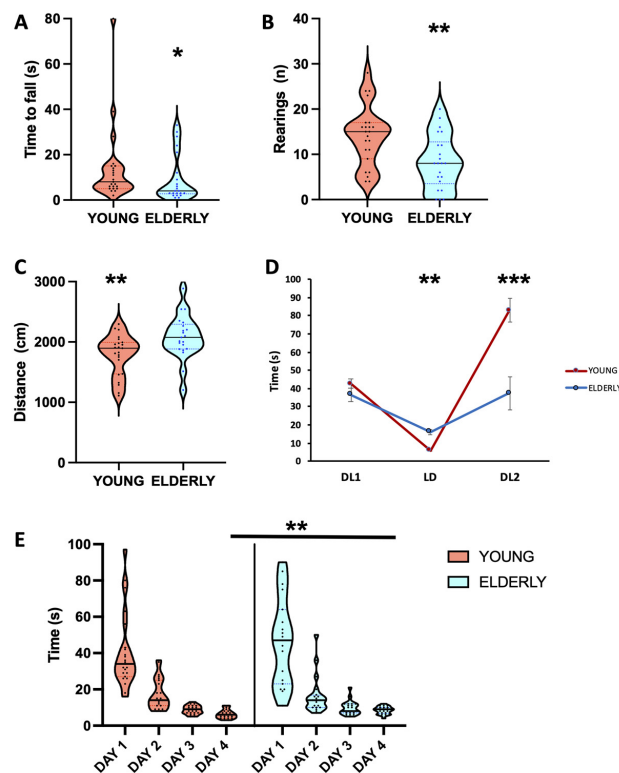 A
Time to fall (s)
80
60
40
20
0
*
YOUNG ELDERLY
B
Rearings (n)
40
30
20
10
0
**
YOUNG ELDERLY
C
Distance (cm)
3000
2000
1000
0
**
YOUNG ELDERLY
D
Time (s)
100
90
80
70
60
50
40
30
20
10
0
** ***
DL1 LD DL2
YOUNG
ELDERLY
E
Time (s)
100
80
60
40
20
0
**
DAY 1 DAY 2 DAY 3 DAY 4 DAY 1 DAY 2 DAY 3 DAY 4
YOUNG
ELDERLY